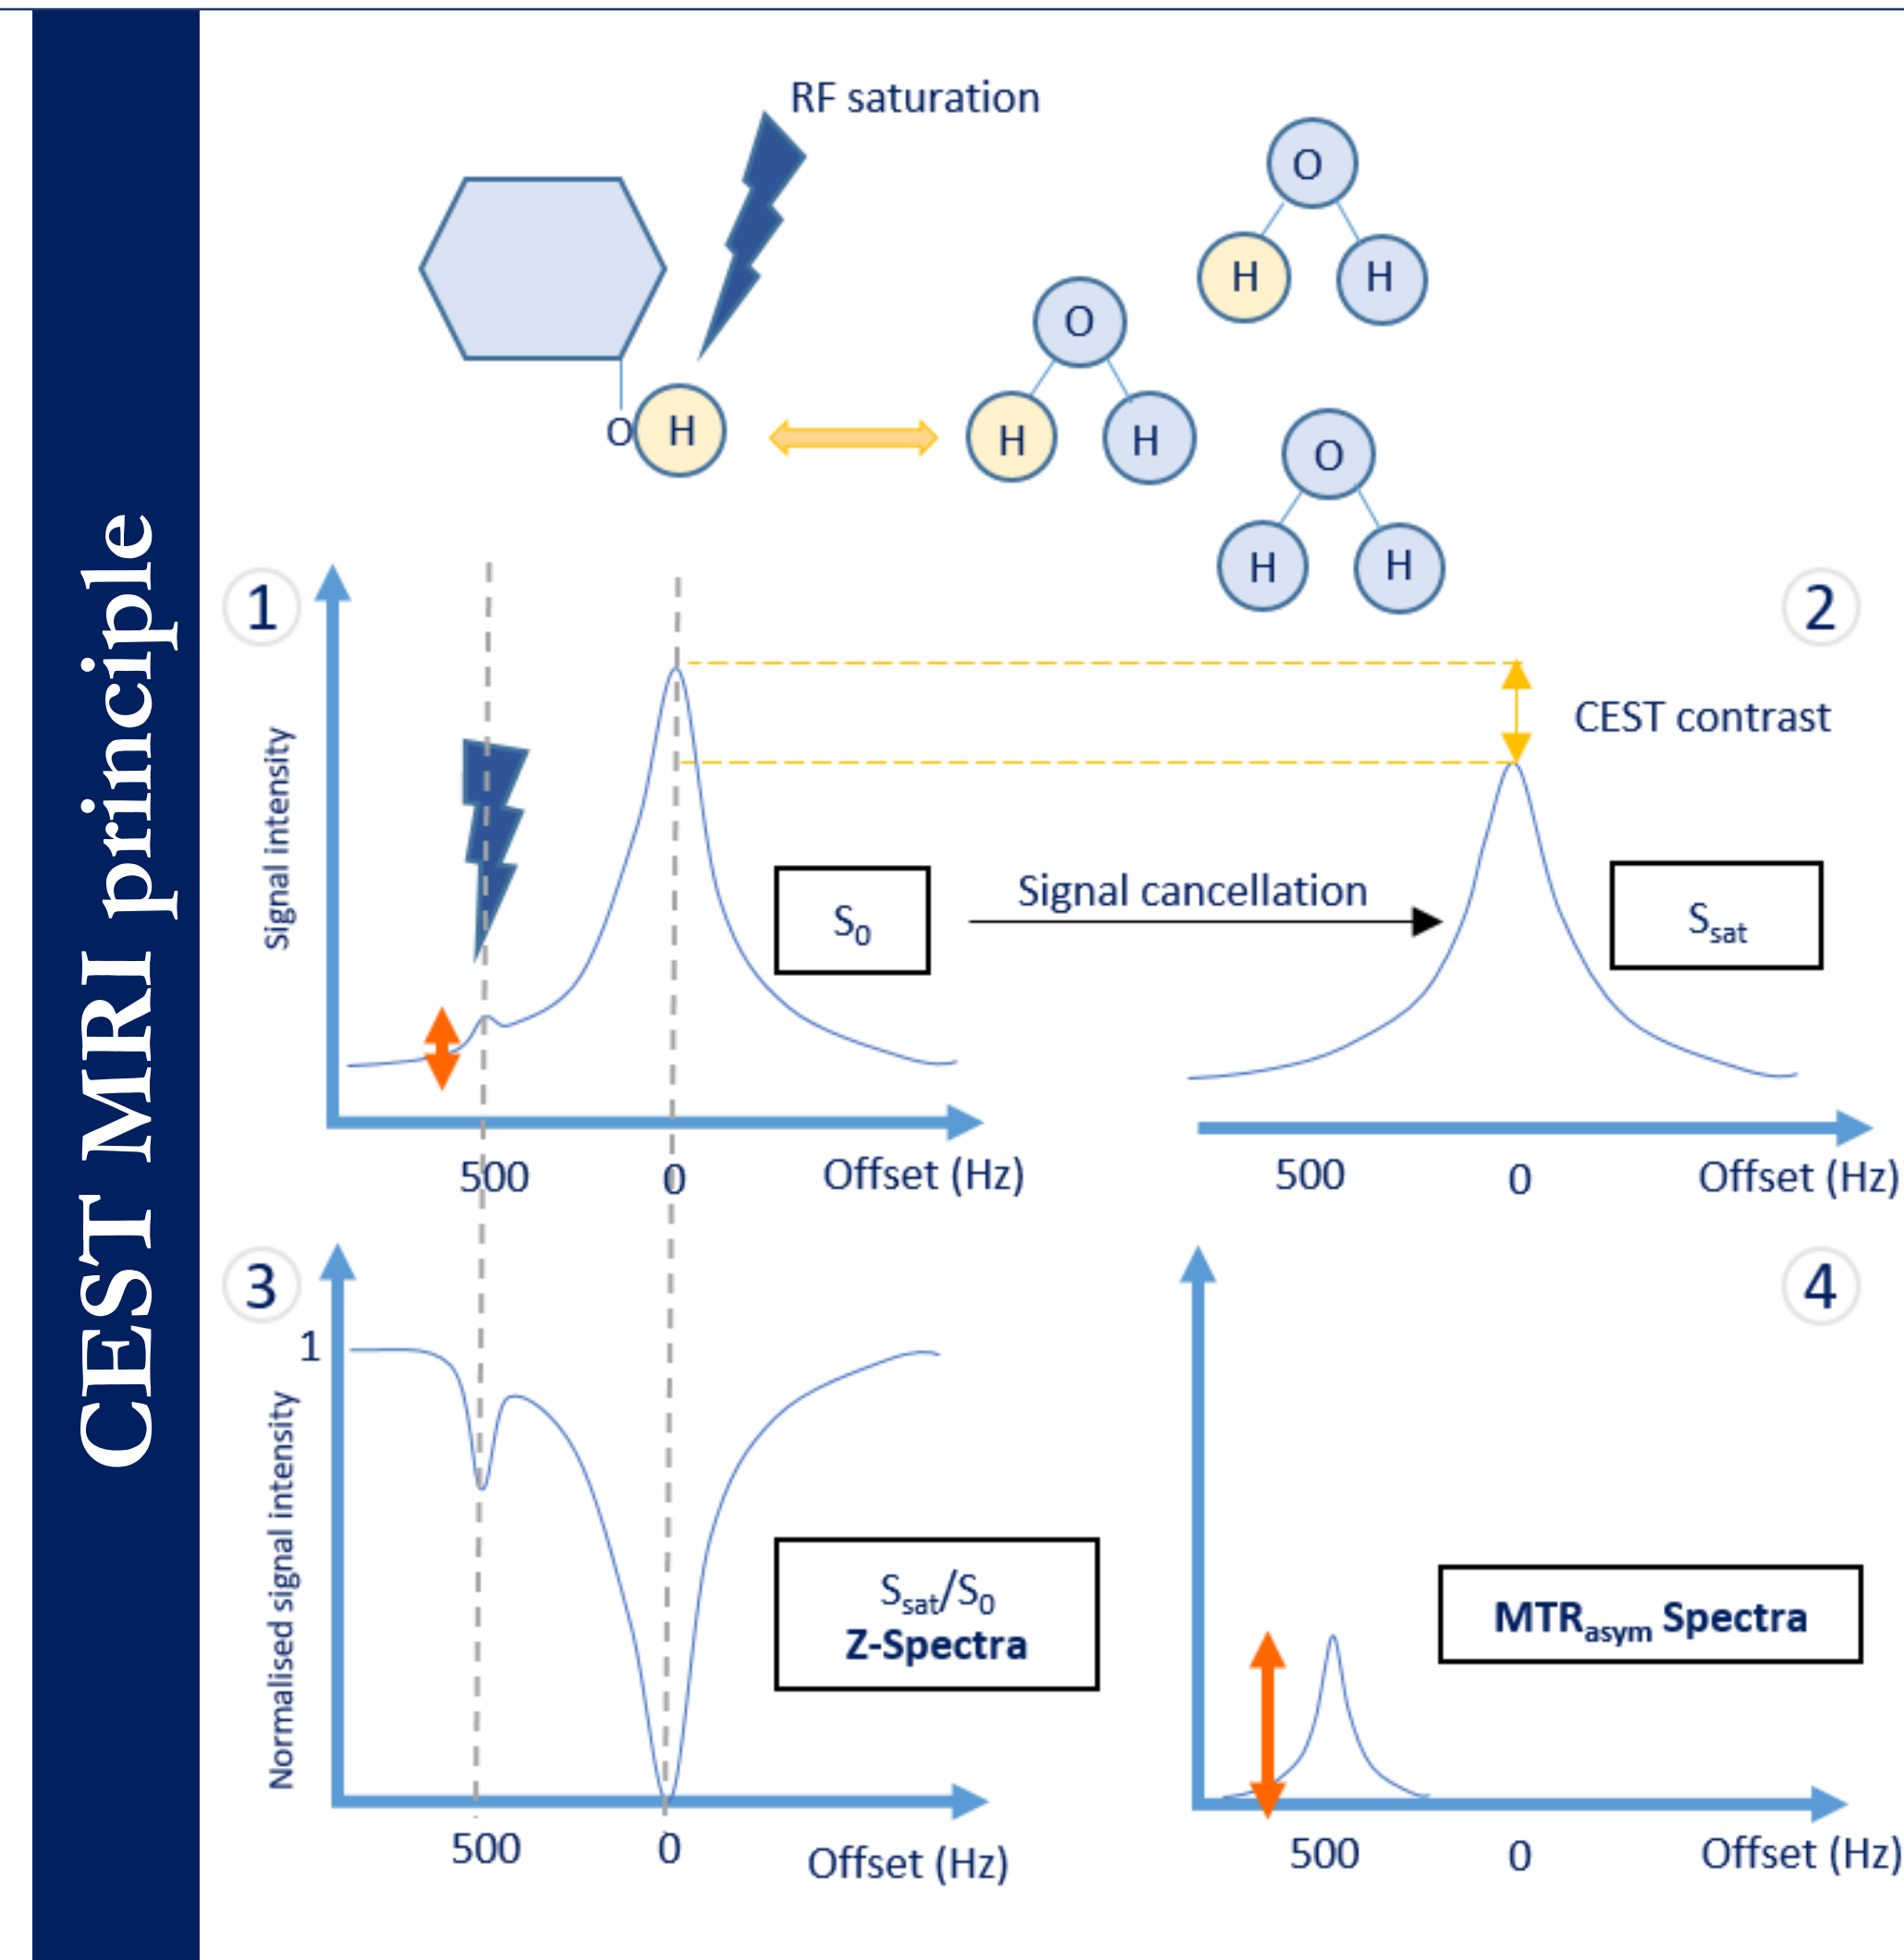 CEST MRI principle
RF saturation
O
H
H
O
H
H
O H
O
H
H
1
2
Signal intensity
CEST contrast
S₀
Signal cancellation
Sₛₐₜ
500
0
Offset (Hz)
500
0
Offset (Hz)
3
4
1
Normalised signal intensity
Sₛₐₜ/S₀
Z-Spectra
MTRₐₛᵧₘ Spectra
500
0
Offset (Hz)
500
0
Offset (Hz)